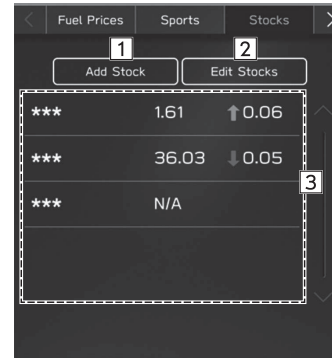 Fuel Prices Sports Stocks
1 2
Add Stock Edit Stocks
*** 1.61 ↑0.06
*** 36.03 ↓0.05
3
*** N/A